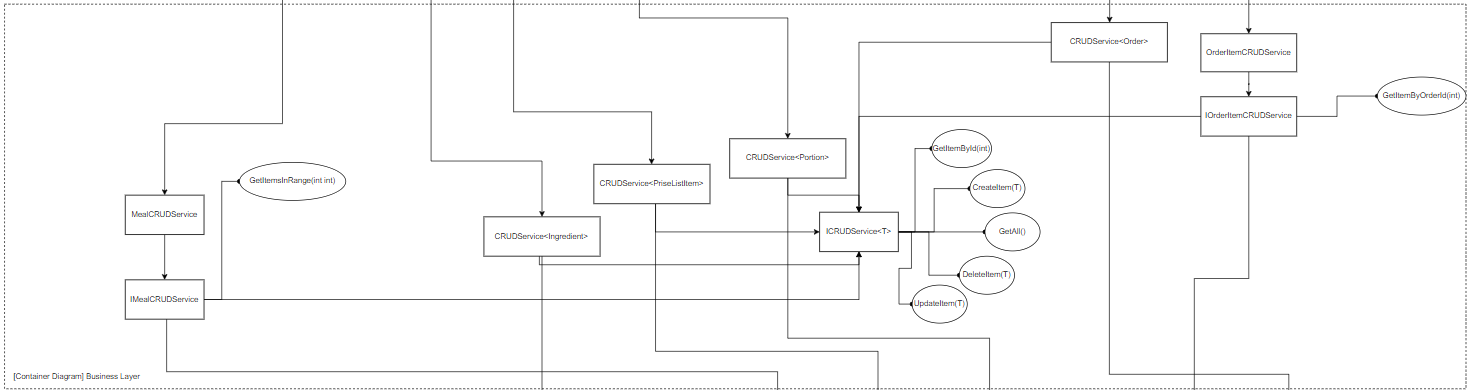 CRUDService<Order>
OrderItemCRUDService
GetItemByOrderId(int)
IOrderItemCRUDService
GetItemById(int)
CRUDService<Portion>
GetItemsInRange(int int)
CRUDService<PriseListItem>
CreateItem(T)
MealCRUDService
ICRUDService<T>
GetAll()
CRUDService<Ingredient>
DeleteItem(T)
IMealCRUDService
UpdateItem(T)
[Container Diagram] Business Layer